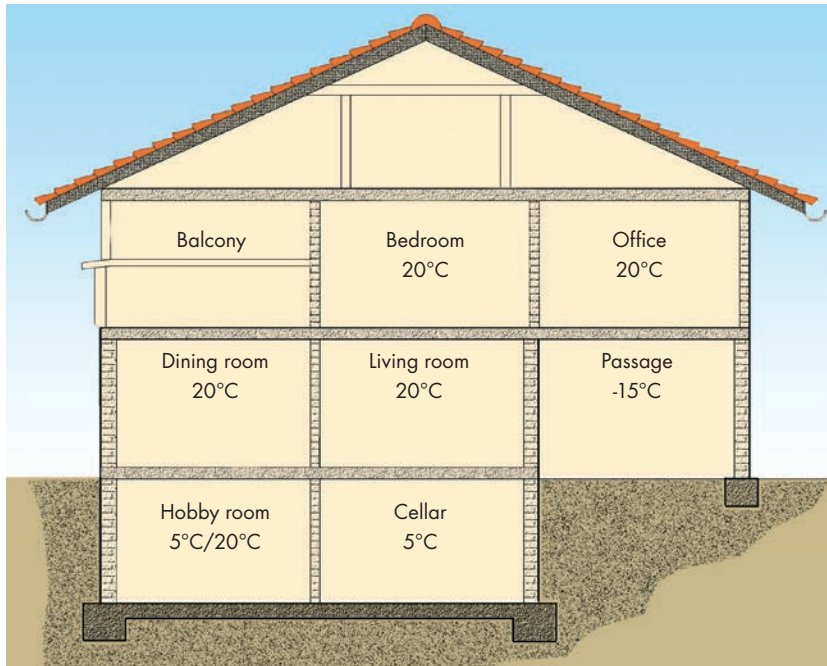 Balcony
Bedroom
20°C
Office
20°C
Dining room
20°C
Living room
20°C
Passage
-15°C
Hobby room
5°C/20°C
Cellar
5°C